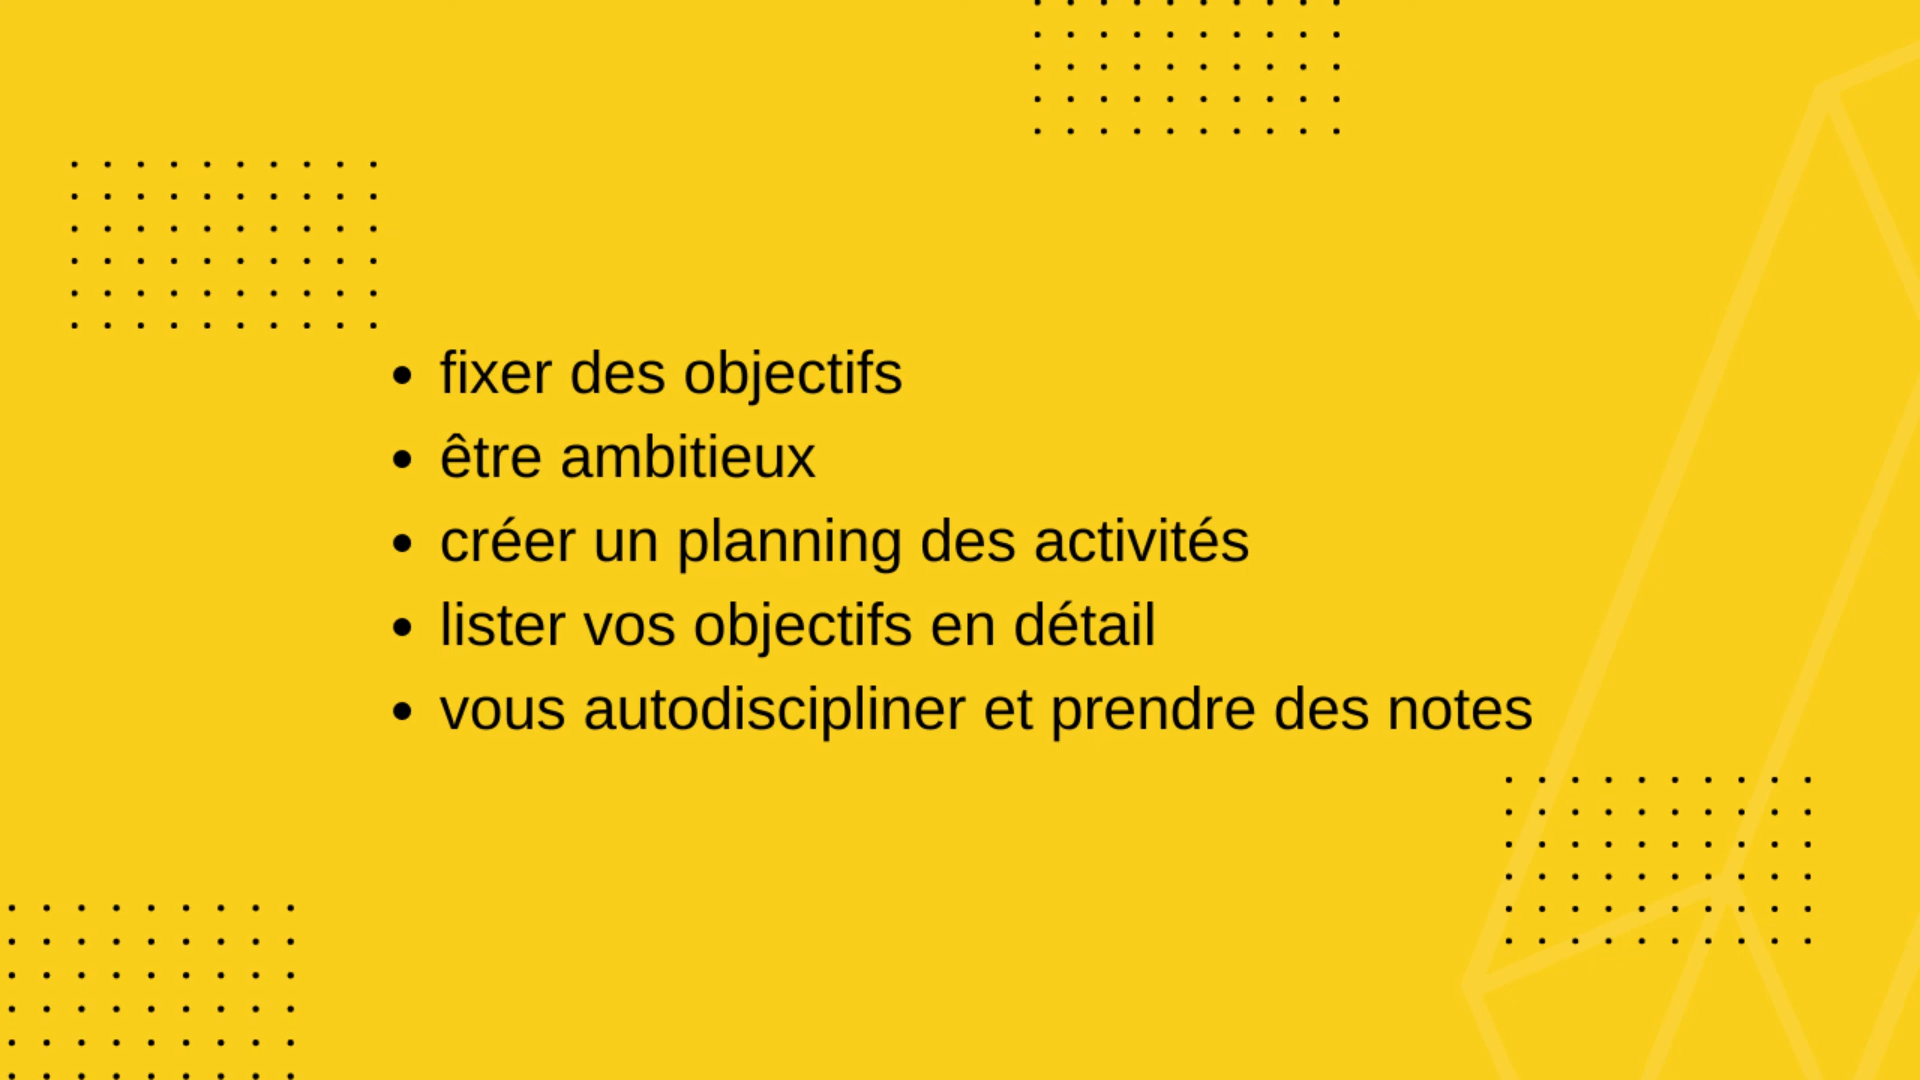 • fixer des objectifs
• être ambitieux
• créer un planning des activités
• lister vos objectifs en détail
• vous autodiscipliner et prendre des notes